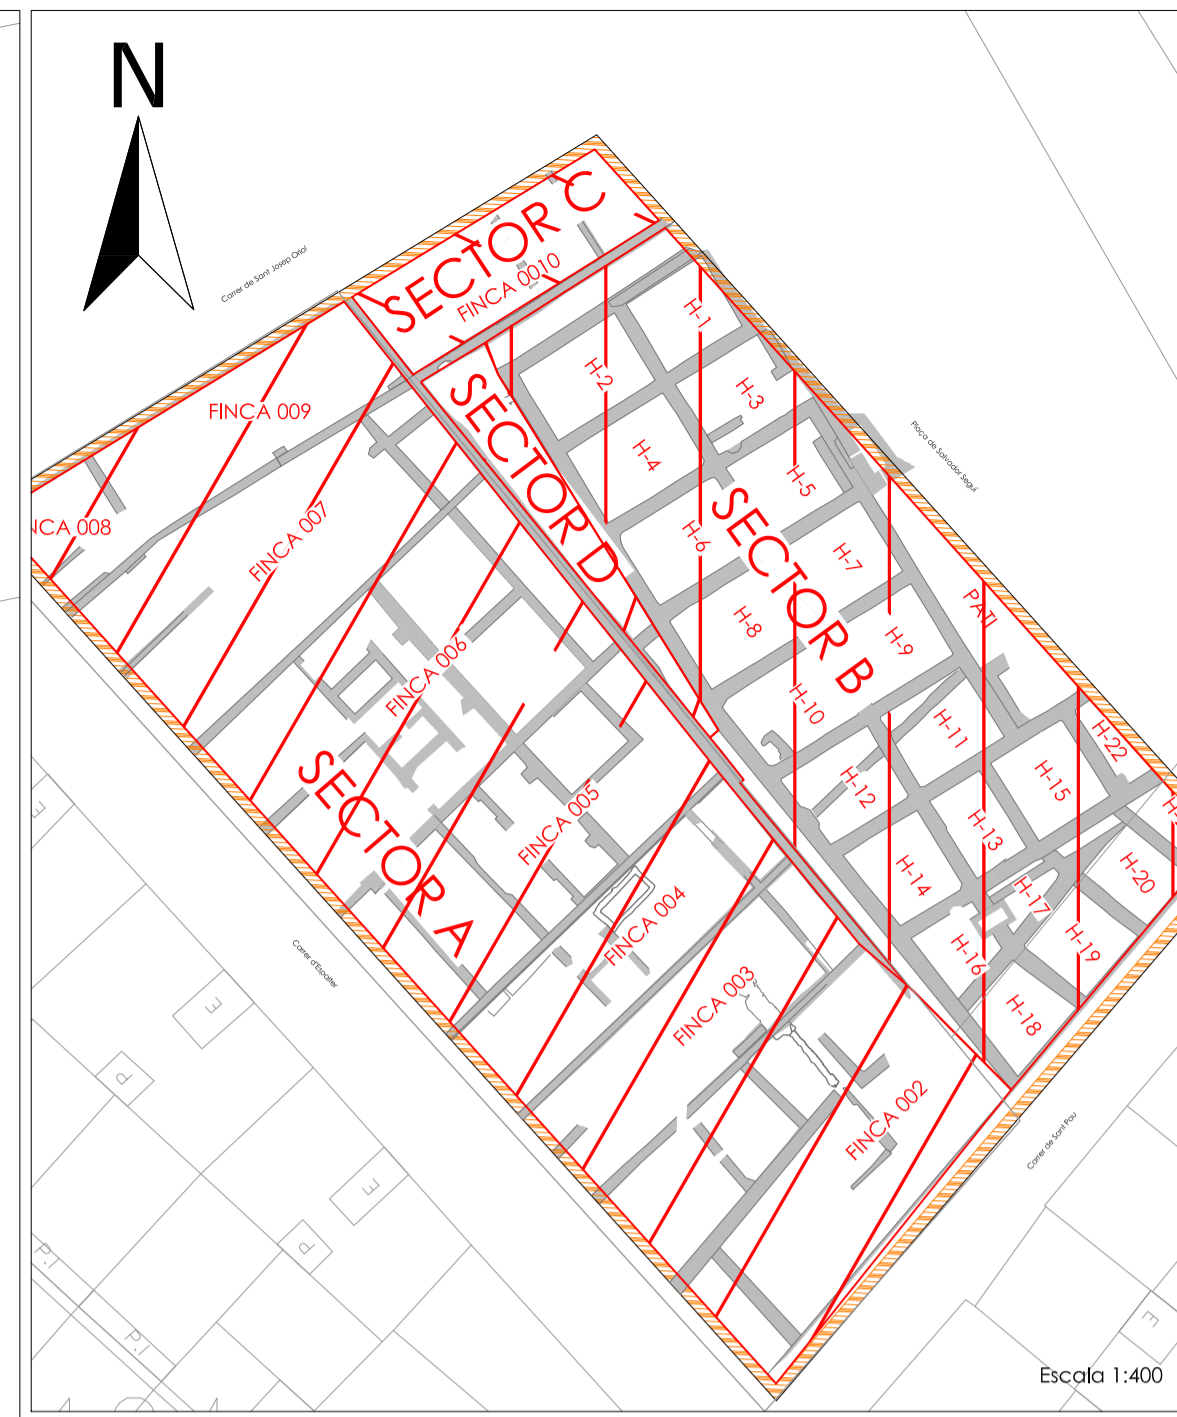 N
Carrer de Sant Josep Oriol
SECTOR C
FINCA 0010
H-1
H-2
H-3
FINCA 009
SECTOR D
H-4
Plaça de Salvador Seguí
H-5
SECTOR B
NCA 008
FINCA 007
H-6
H-7
PATI
H-8
H-9
FINCA 006
H-10
H-11
H-22
SECTOR A
H-12
H-15
FINCA 005
H-13
H-14
H-20
H-17
FINCA 004
H-16
H-19
Carrer d'Espalter
FINCA 003
H-18
E
E
P
FINCA 002
Carrer de Sant Pau
E
P
P.I
P.I
E
Escala 1:400